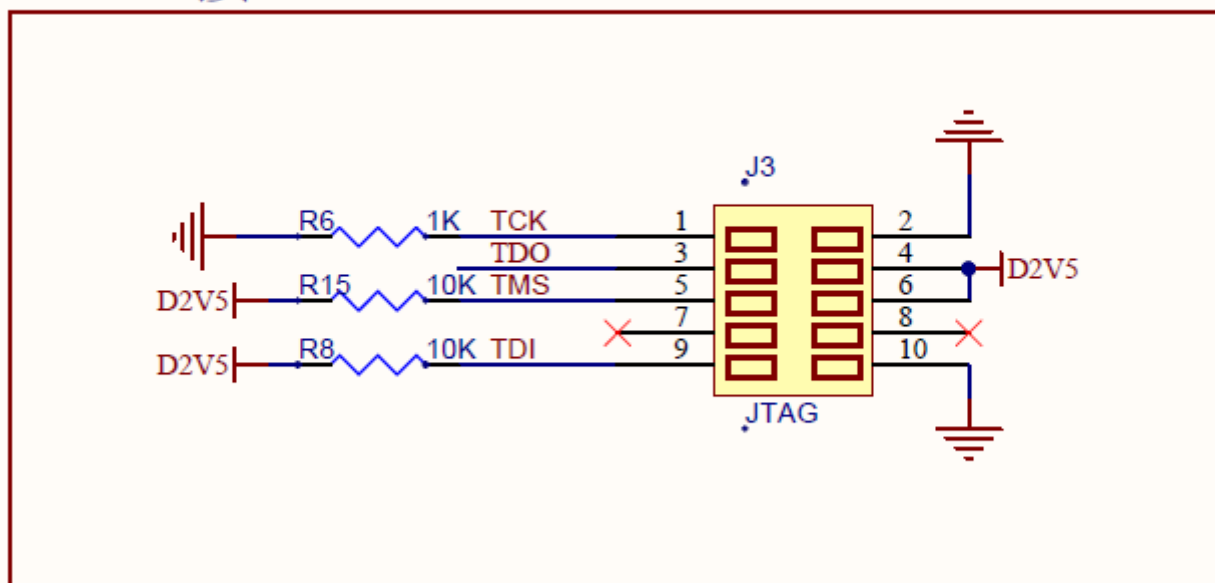 J3
R6 1K TCK 1 2
TDO 3 4 D2V5
D2V5 R15 10K TMS 5 6
7 8
D2V5 R8 10K TDI 9 10
JTAG